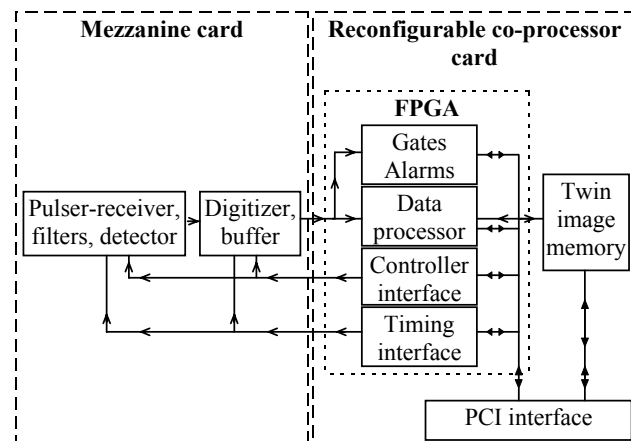 Mezzanine card
Reconfigurable co-processor
card
FPGA
Gates
Alarms
Pulser-receiver,
filters, detector
Digitizer,
buffer
Data
processor
Twin
image
memory
Controller
interface
Timing
interface
PCI interface